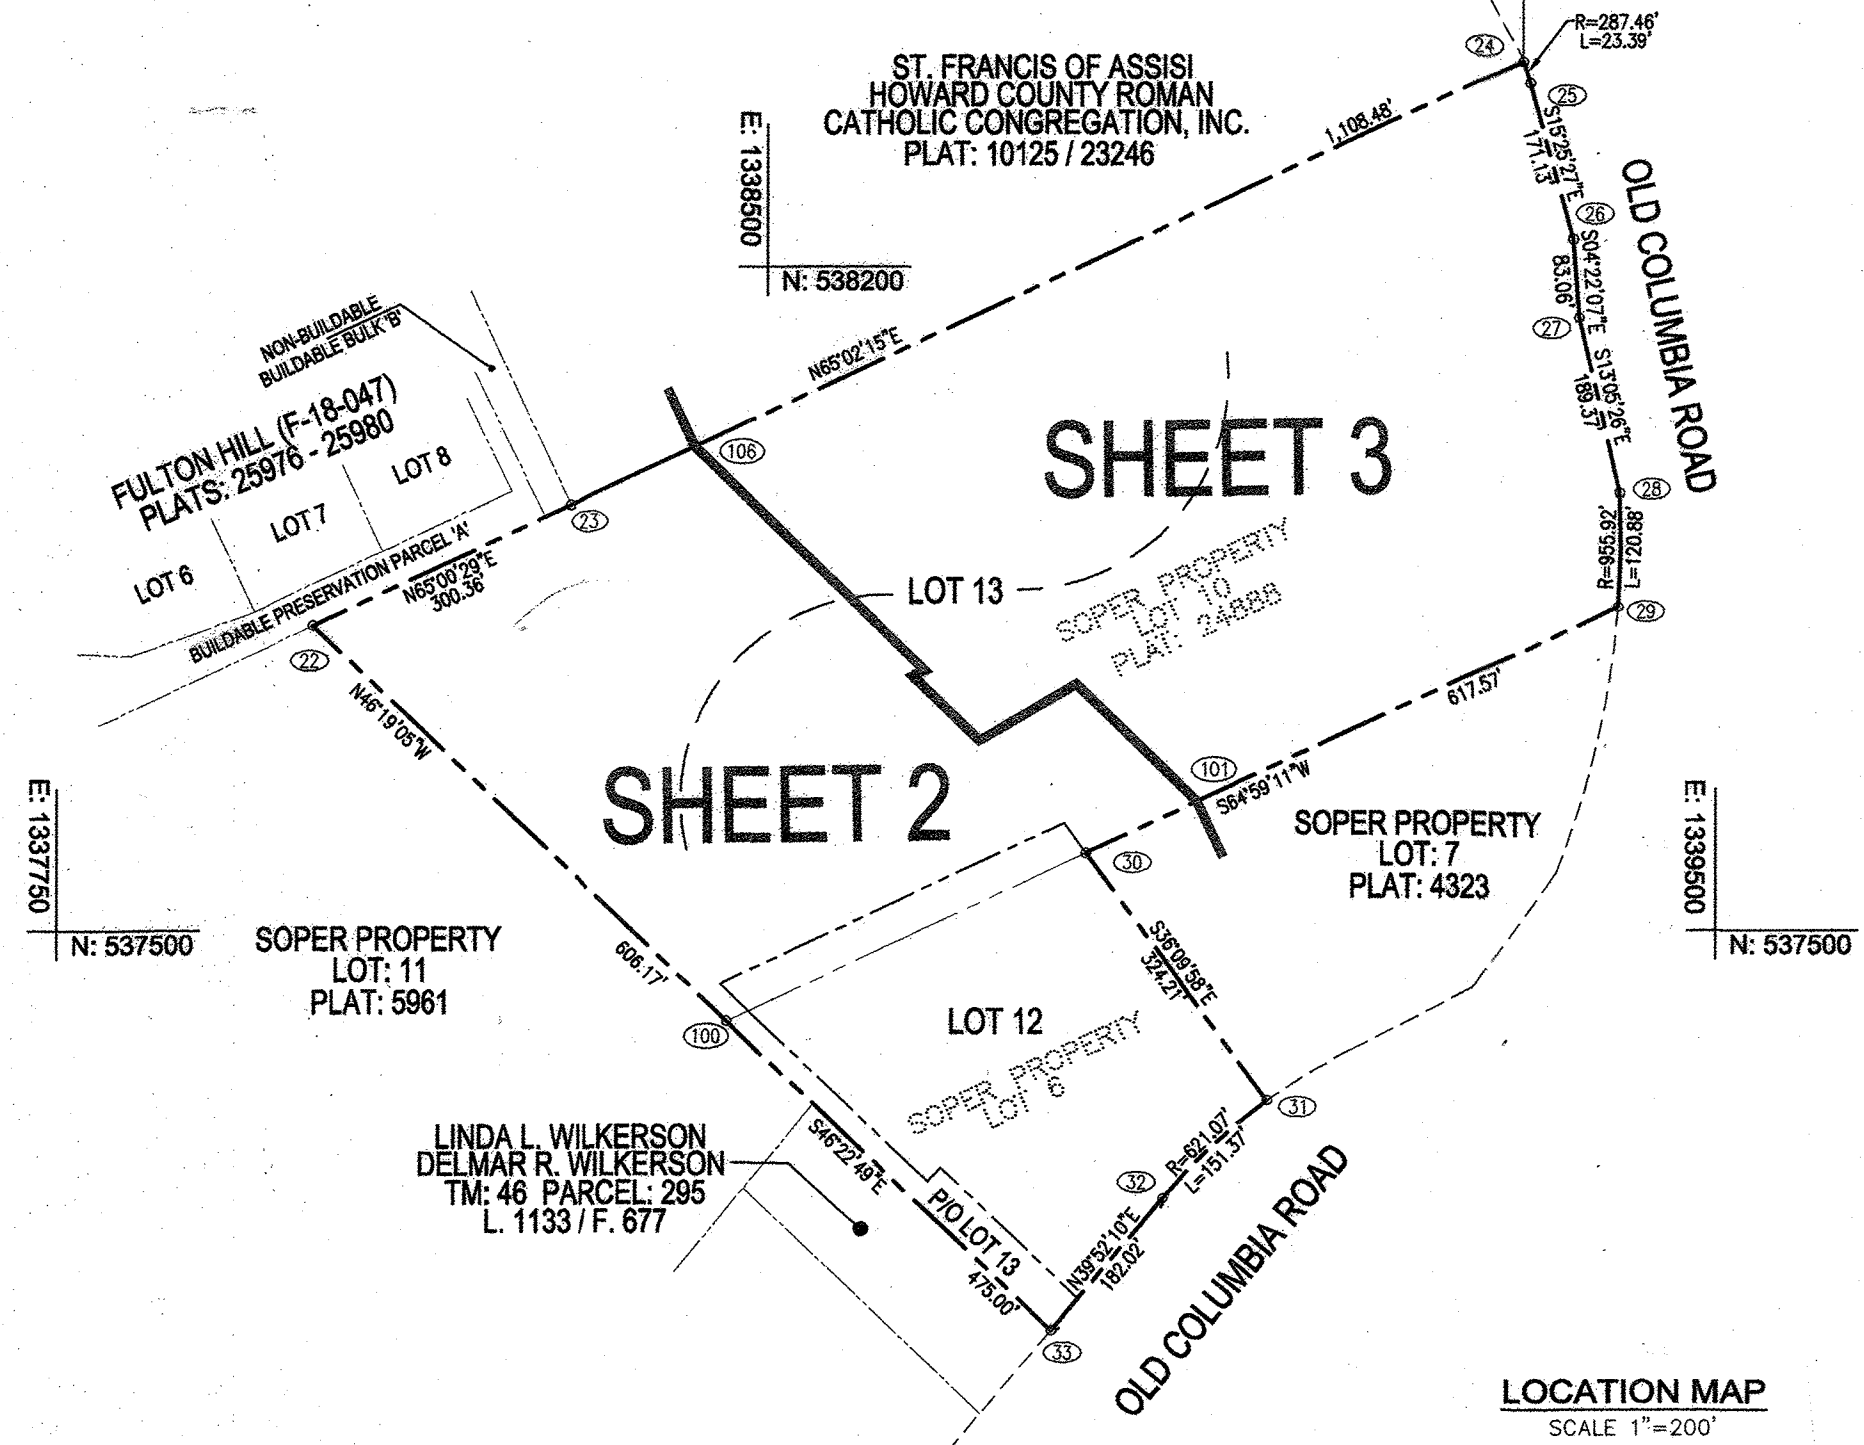 R=287.46'
L=23.39'
24
ST. FRANCIS OF ASSISI
HOWARD COUNTY ROMAN
CATHOLIC CONGREGATION, INC.
PLAT: 10125 / 23246
25
1,108.48'
S15°25'27"E
171.13'
E: 1338500
N: 538200
OLD COLUMBIA ROAD
26
S04°22'07"E
83.06'
27
NON-BUILDABLE
BUILDABLE BULK 'B'
N65°02'15"E
S13°05'26"E
189.37'
FULTON HILL (F-18-047)
PLATS: 25976 - 25980
LOT 8
LOT 7
LOT 6
106
SHEET 3
28
23
R=955.92'
L=120.88'
BUILDABLE PRESERVATION PARCEL 'A'
N65°00'29"E
300.36'
LOT 13
SOPER PROPERTY
LOT 10
PLAT: 24888
29
22
617.57'
N46°19'05"W
SHEET 2
101
S64°59'11"W
E: 1337750
N: 537500
SOPER PROPERTY
LOT: 7
PLAT: 4323
E: 1339500
N: 537500
30
SOPER PROPERTY
LOT: 11
PLAT: 5961
606.17'
S36°09'58"E
324.21'
100
LOT 12
SOPER PROPERTY
LOT 6
31
LINDA L. WILKERSON
DELMAR R. WILKERSON
TM: 46 PARCEL: 295
L. 1133 / F. 677
S46°22'49"E
R=621.07'
L=151.37'
32
P/O LOT 13
475.00'
N39°52'10"E
182.02'
OLD COLUMBIA ROAD
33
LOCATION MAP
SCALE 1"=200'